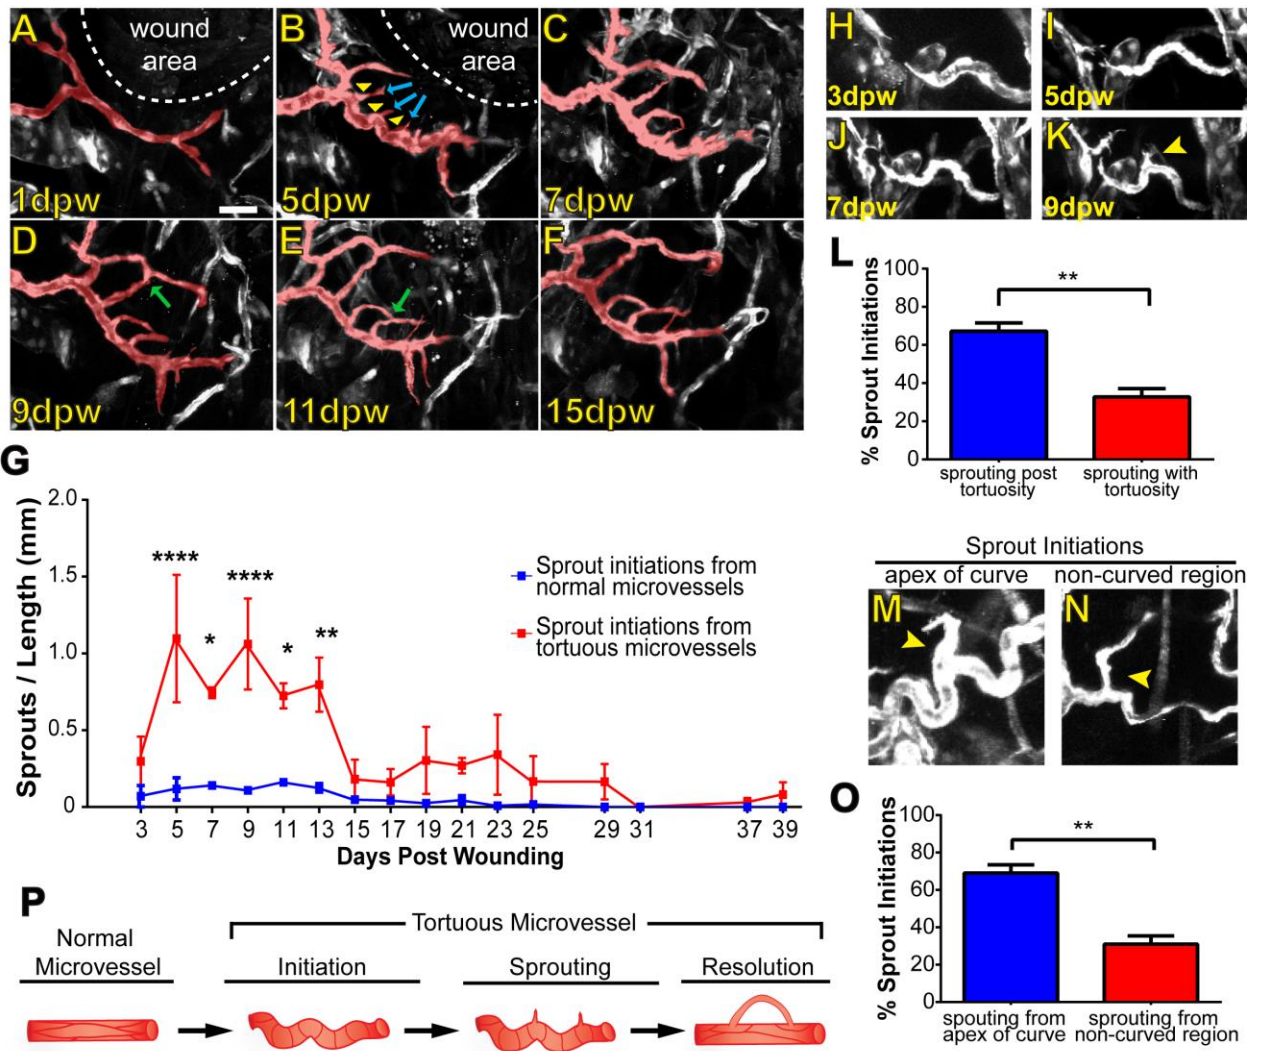 A
wound
area
1dpw
B
wound
area
5dpw
C
7dpw
D
9dpw
E
11dpw
F
15dpw
H
3dpw
I
5dpw
J
7dpw
K
9dpw
L
% Sprout Initiations
100
80
60
40
20
0
**
sprouting post
tortuosity
sprouting with
tortuosity
G
Sprouts / Length (mm)
2.0
1.5
1.0
0.5
0
****
*
****
*
**
Sprout initiations from
normal microvessels
Sprout intiations from
tortuous microvessels
3 5 7 9 11 13 15 17 19 21 23 25 29 31 37 39
Days Post Wounding
Sprout Initiations
apex of curve
non-curved region
M
N
O
% Sprout Initiations
100
80
60
40
20
0
**
spouting from
apex of curve
sprouting from
non-curved region
P
Normal
Microvessel
Tortuous Microvessel
Initiation
Sprouting
Resolution